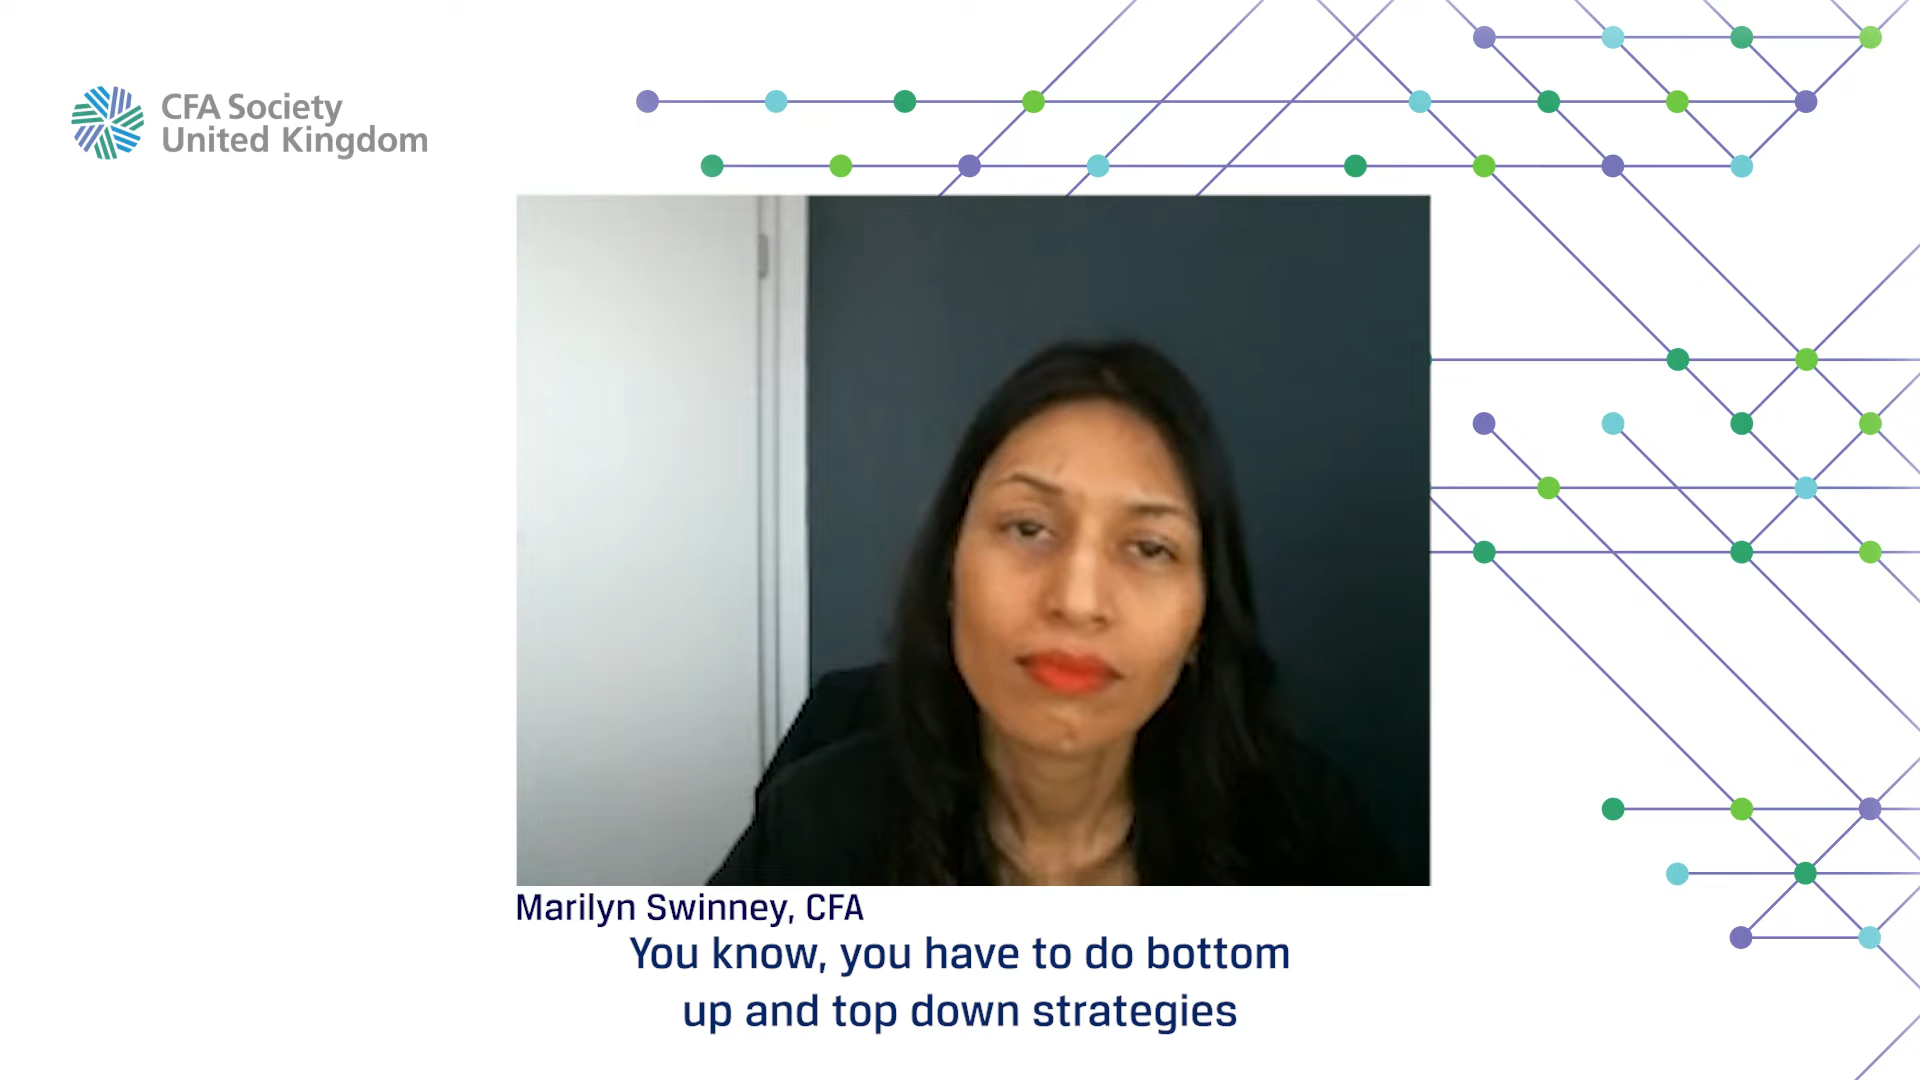 CFA Society
United Kingdom
Marilyn Swinney, CFA
You know, you have to do bottom
up and top down strategies